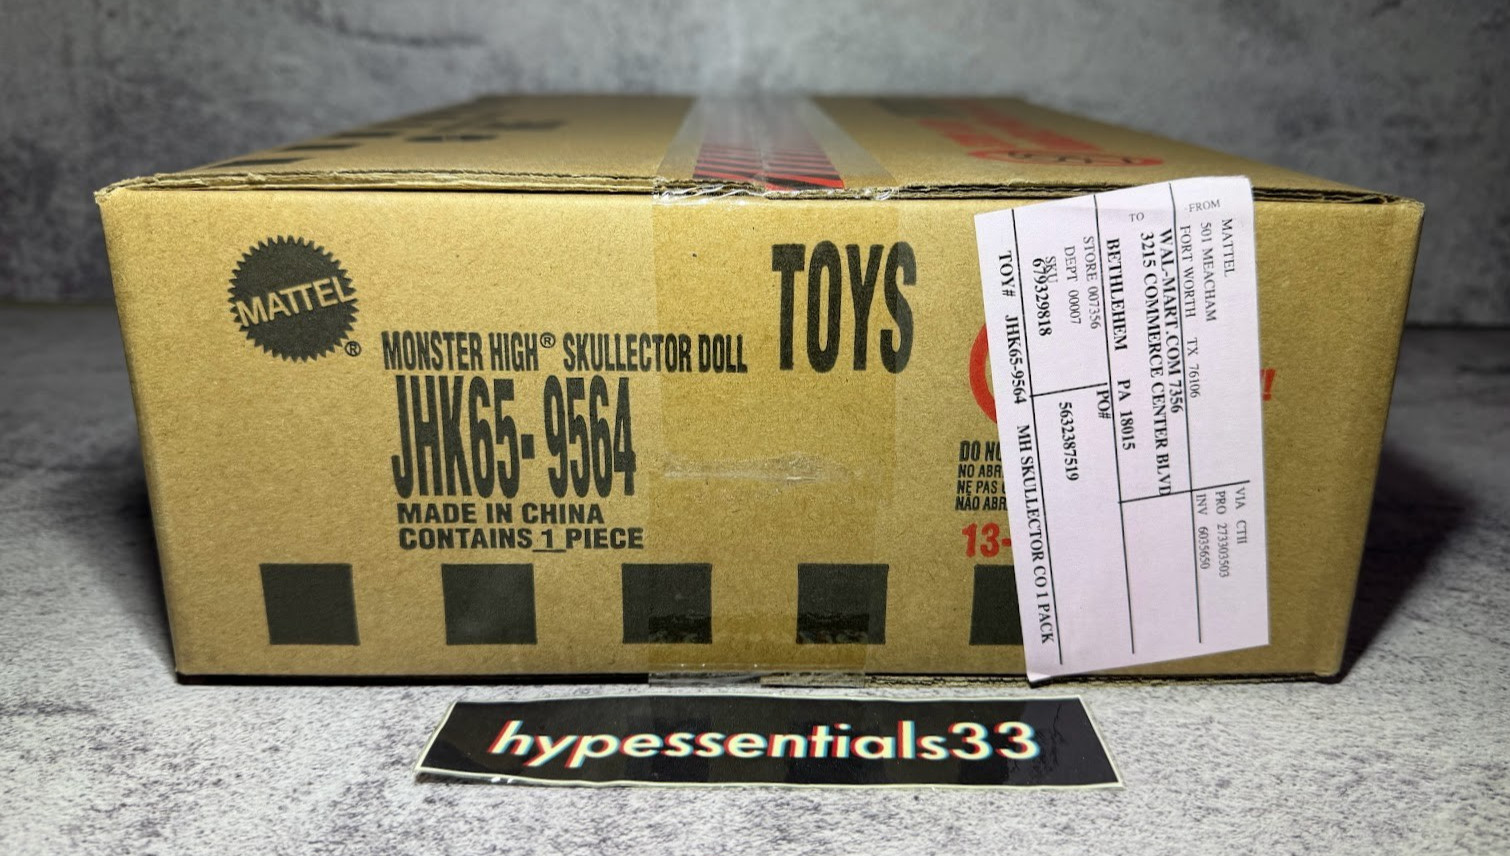 MATTEL
®
MONSTER HIGH® SKULLECTOR DOLL
TOYS
JHK65-9564
MADE IN CHINA
CONTAINS 1 PIECE
DO NO
NO ABR
NE PAS
NÃO ABR
13-
!
FROM
MATTEL
501 MEACHAM
FORT WORTH TX 76106
VIA CTII
PRO 273303503
INV 6035650
TO
WAL-MART.COM 7356
3215 COMMERCE CENTER BLVD
BETHLEHEM PA 18015
STORE 007356
DEPT 00007
PO#
5632387519
SKU
679329818
TOY# JHK65-9564 MH SKULLECTOR CO 1 PACK
hypessentials33